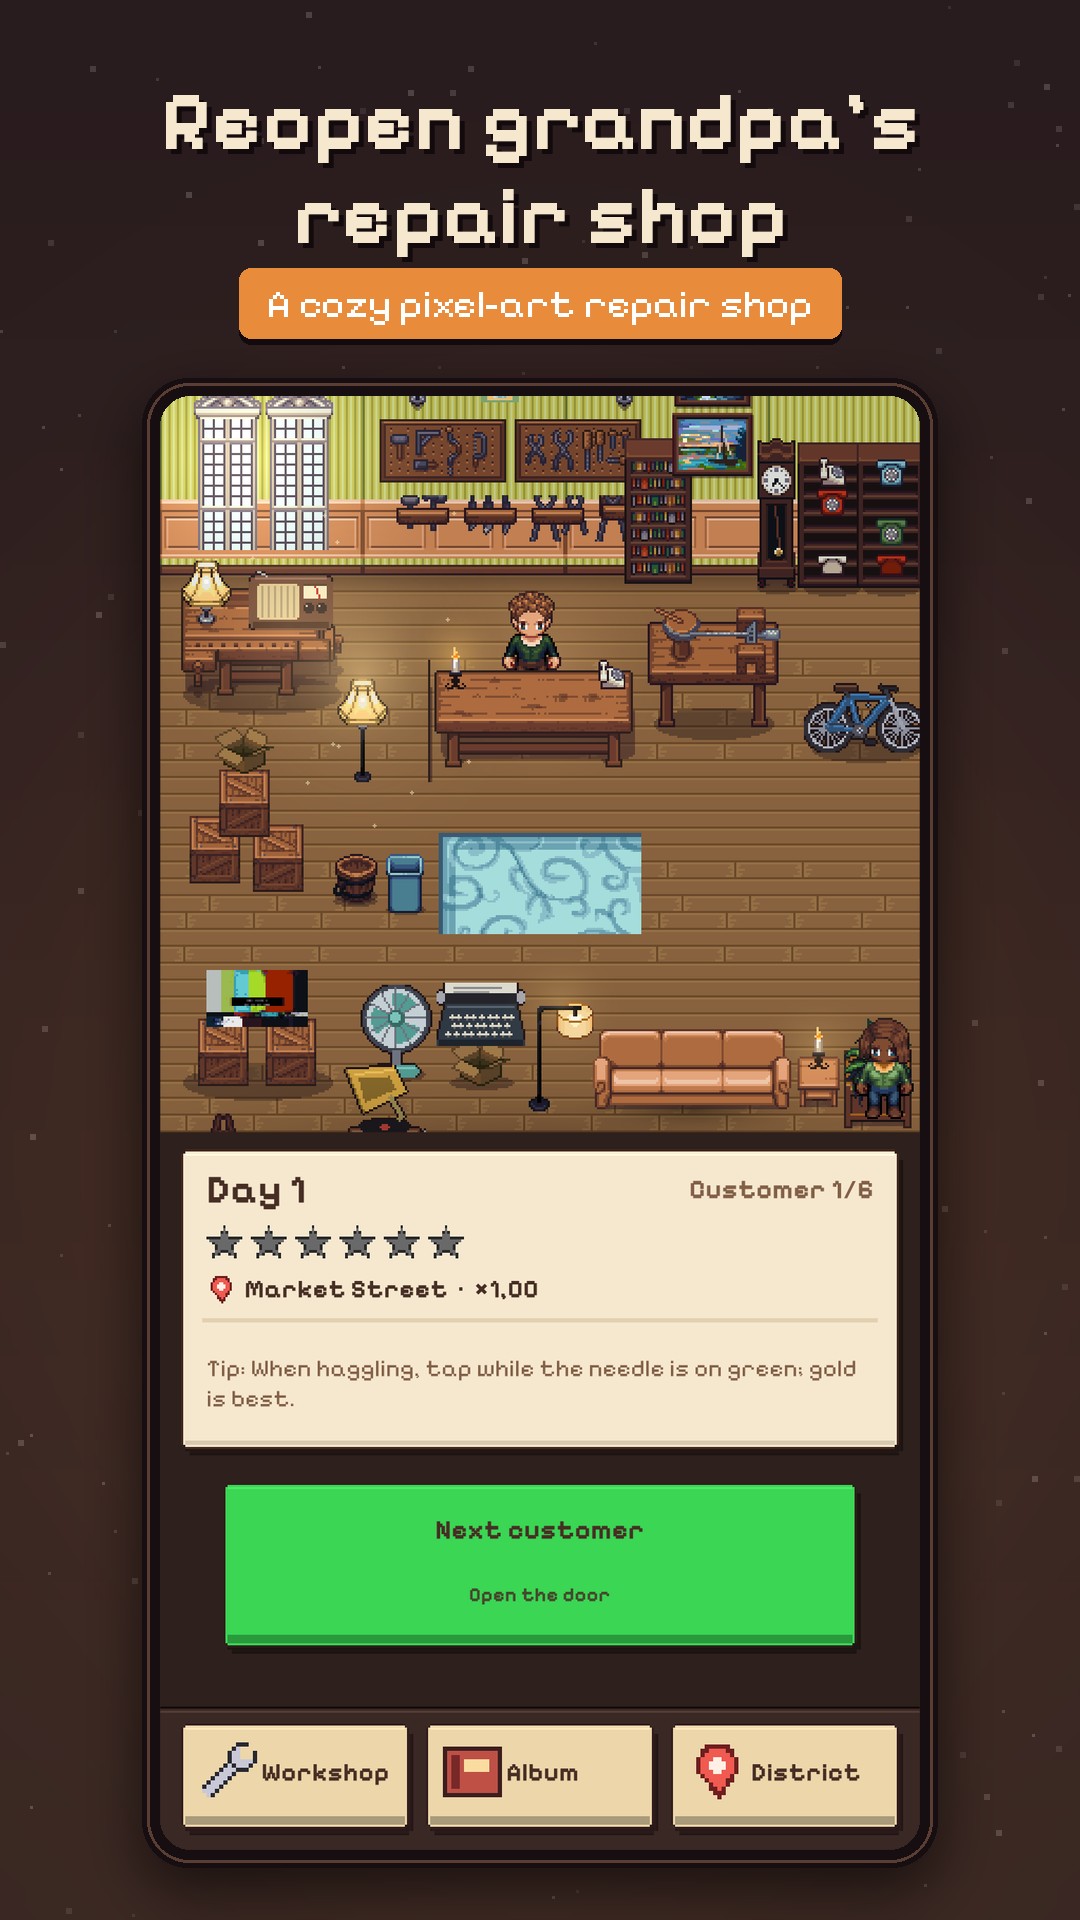 Reopen grandpa's
repair shop
A cozy pixel-art repair shop
Day 1
Customer 1/6
Market Street · ×1,00
Tip: When haggling, tap while the needle is on green; gold
is best.
Next customer
Open the door
Workshop
Album
District